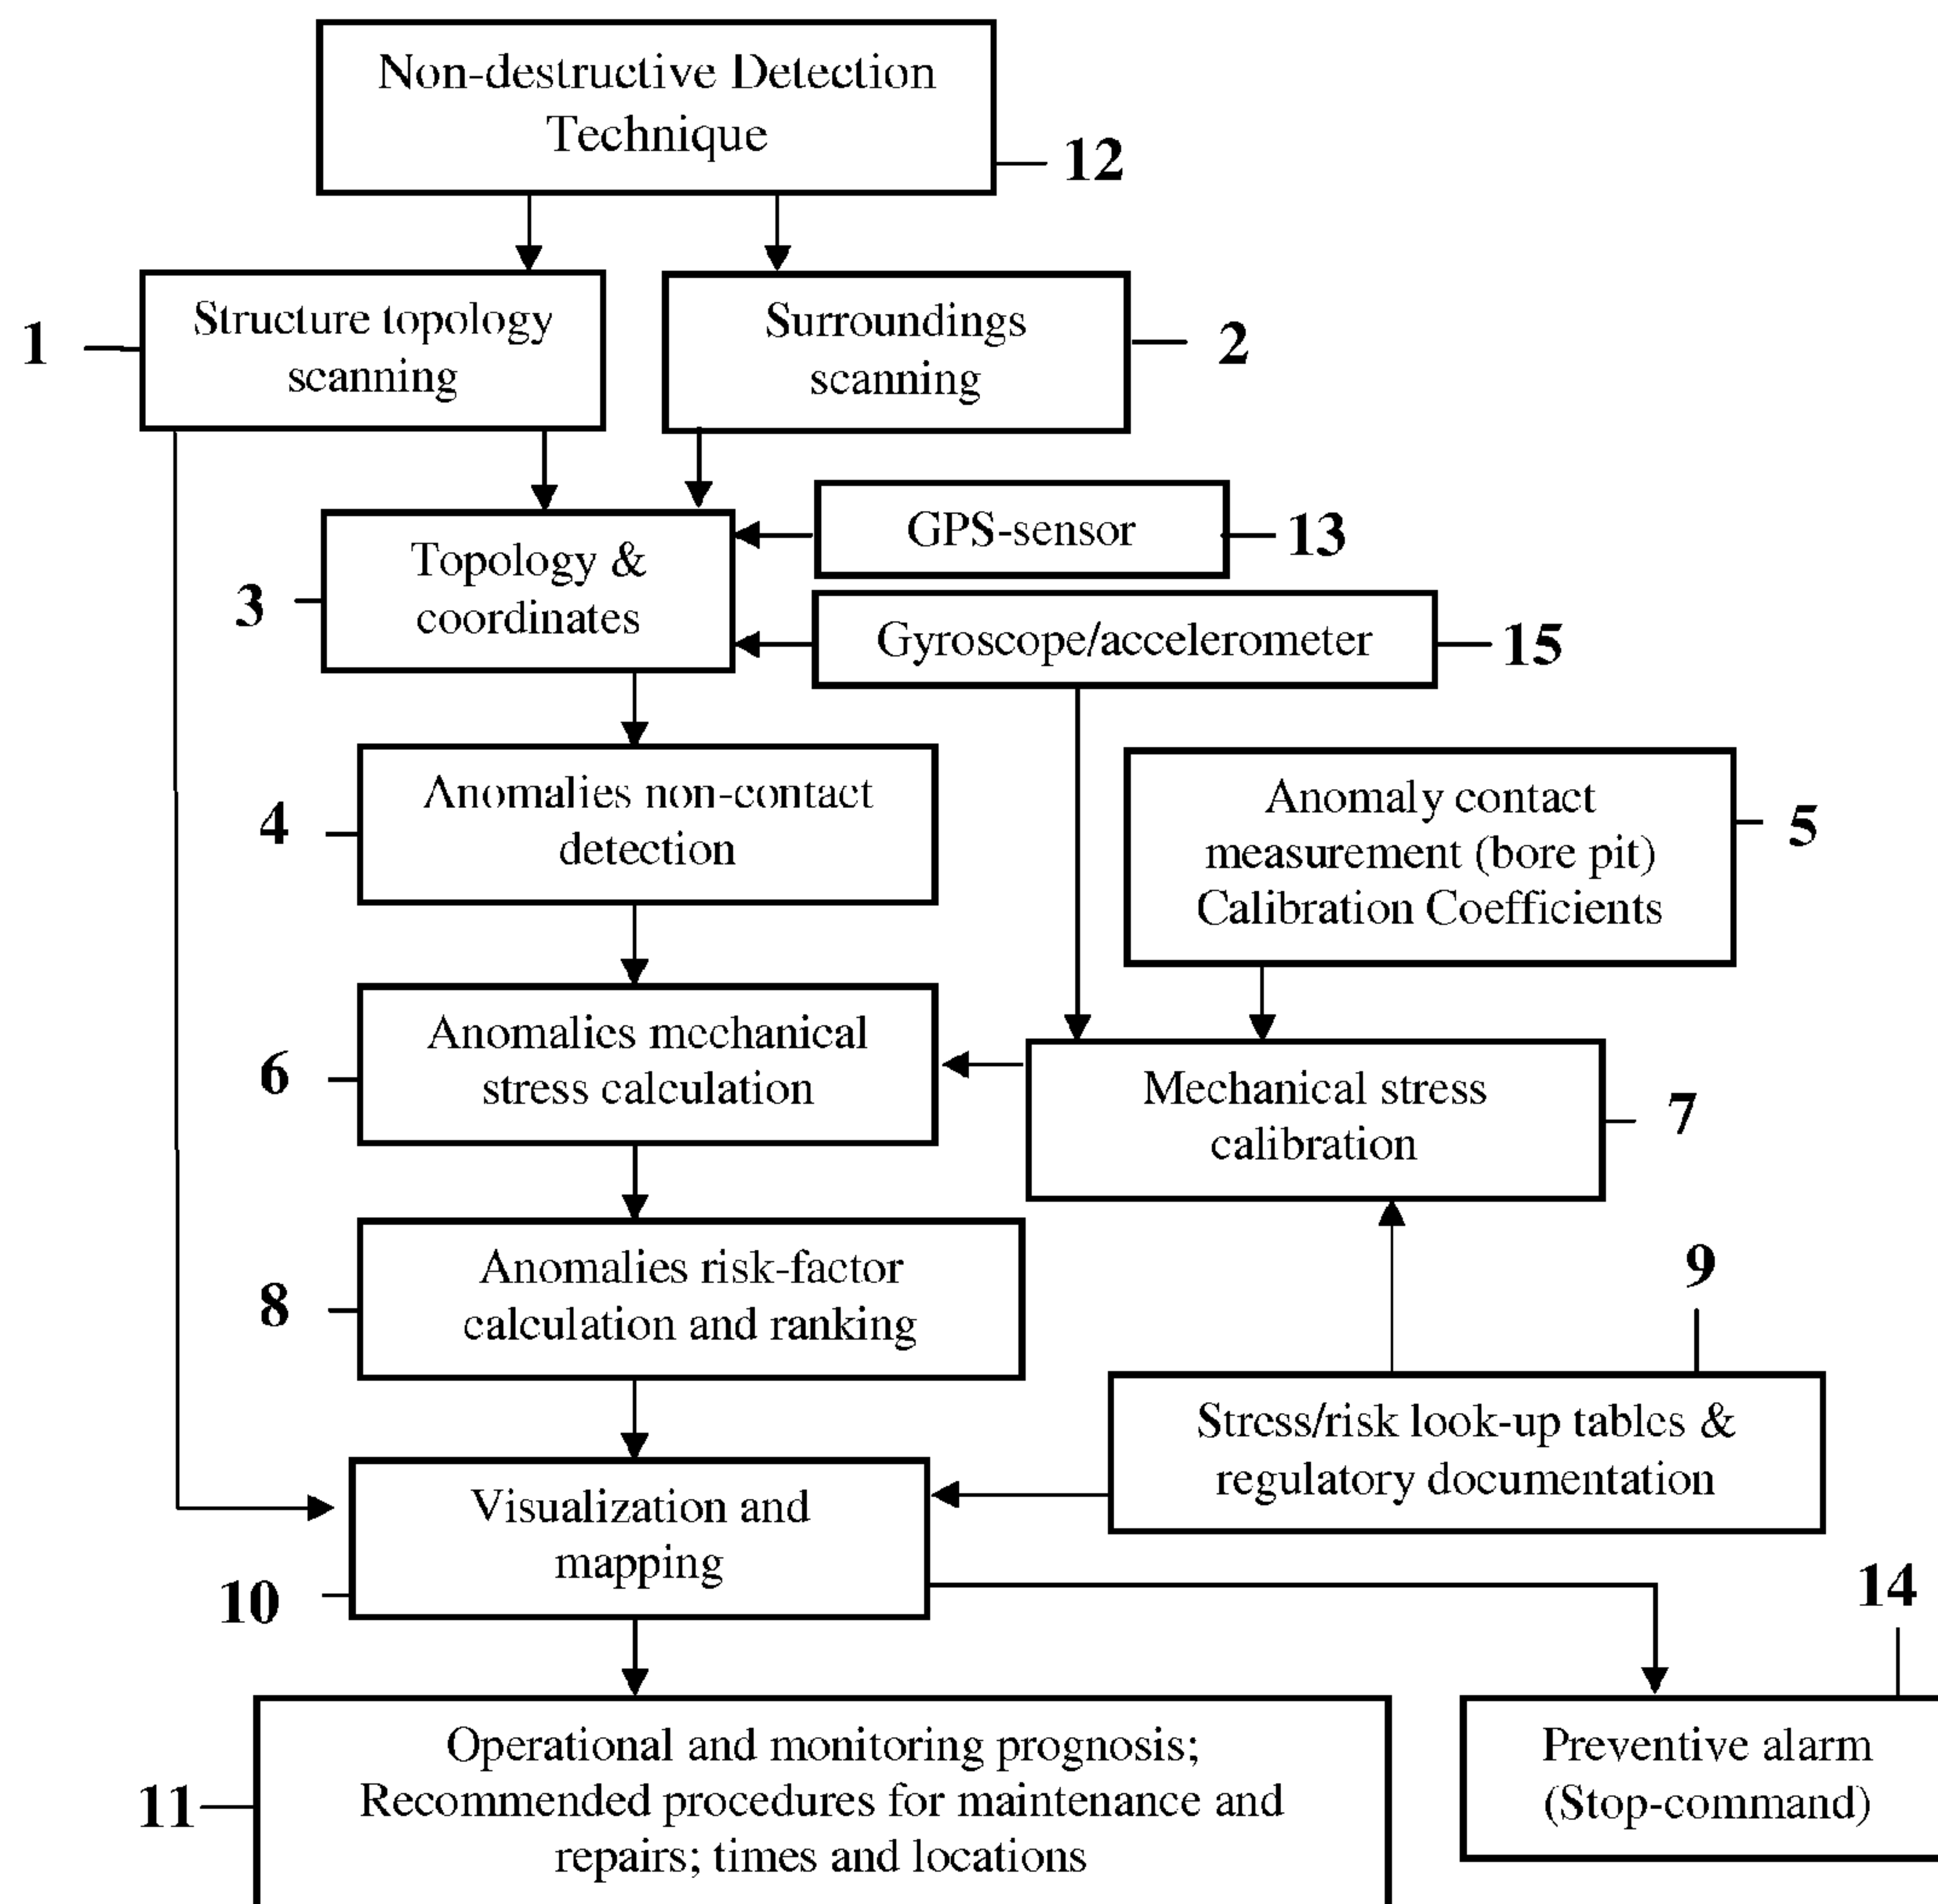 Non-destructive Detection
Technique
12
Structure topology
scanning
1
Surroundings
scanning
2
GPS-sensor
13
Topology &
coordinates
3
Gyroscope/accelerometer
15
Anomalies non-contact
detection
4
Anomaly contact
measurement (bore pit)
Calibration Coefficients
5
Anomalies mechanical
stress calculation
6
Mechanical stress
calibration
7
Anomalies risk-factor
calculation and ranking
8
9
Stress/risk look-up tables &
regulatory documentation
Visualization and
mapping
10
14
Operational and monitoring prognosis;
Recommended procedures for maintenance and
repairs; times and locations
11
Preventive alarm
(Stop-command)